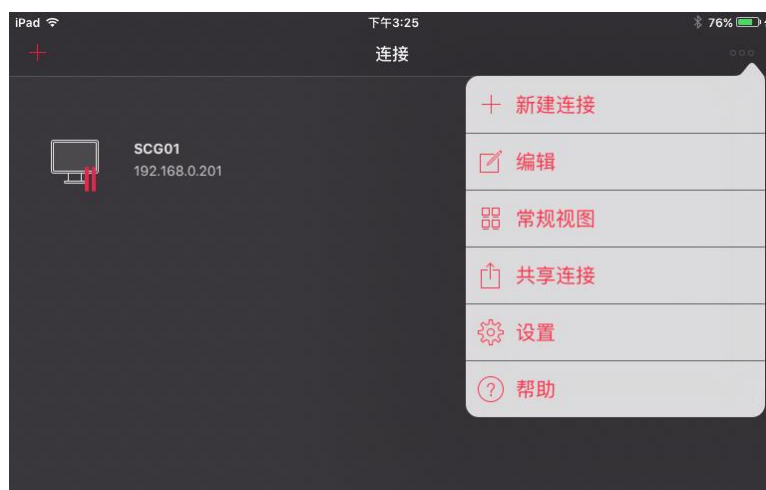 iPad 下午3:25 76%
连接
SCG01
192.168.0.201
新建连接
编辑
常规视图
共享连接
设置
帮助